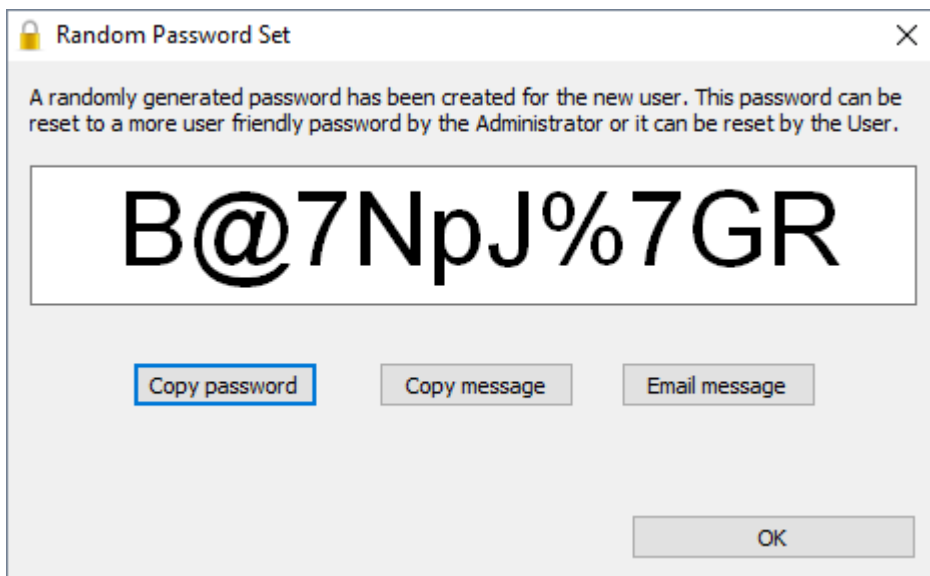 Random Password Set
A randomly generated password has been created for the new user. This password can be
reset to a more user friendly password by the Administrator or it can be reset by the User.
B@7NpJ%7GR
Copy password
Copy message
Email message
OK